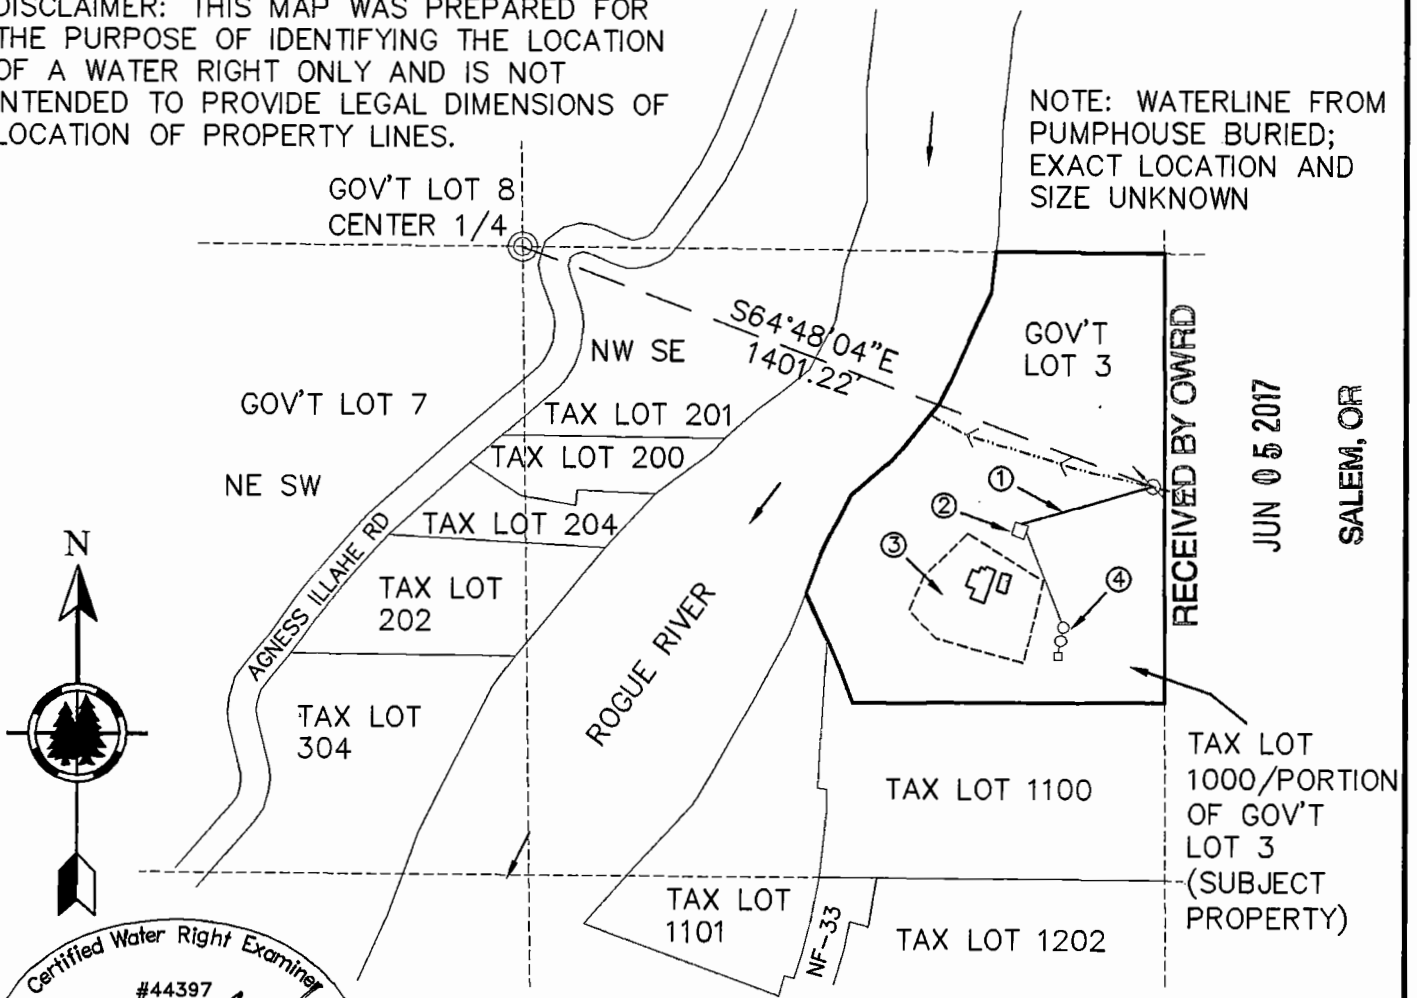 DISCLAIMER: THIS MAP WAS PREPARED FOR
THE PURPOSE OF IDENTIFYING THE LOCATION
OF A WATER RIGHT ONLY AND IS NOT
INTENDED TO PROVIDE LEGAL DIMENSIONS OF
LOCATION OF PROPERTY LINES.
NOTE: WATERLINE FROM
PUMPHOUSE BURIED;
EXACT LOCATION AND
SIZE UNKNOWN
GOV'T LOT 8
CENTER 1/4
S64°48'04"E
1401.22'
GOV'T
LOT 3
NW SE
GOV'T LOT 7
TAX LOT 201
TAX LOT 200
NE SW
TAX LOT 204
1
2
3
4
RECEIVED BY OWRD
JUN 05 2017
SALEM, OR
N
AGNESS ILLAHE RD
TAX LOT
202
ROGUE RIVER
TAX LOT
304
TAX LOT 1100
TAX LOT
1000/PORTION
OF GOV'T
LOT 3
(SUBJECT
PROPERTY)
TAX LOT
1101
NF-33
TAX LOT 1202
Certified Water Right Examiner
#44397